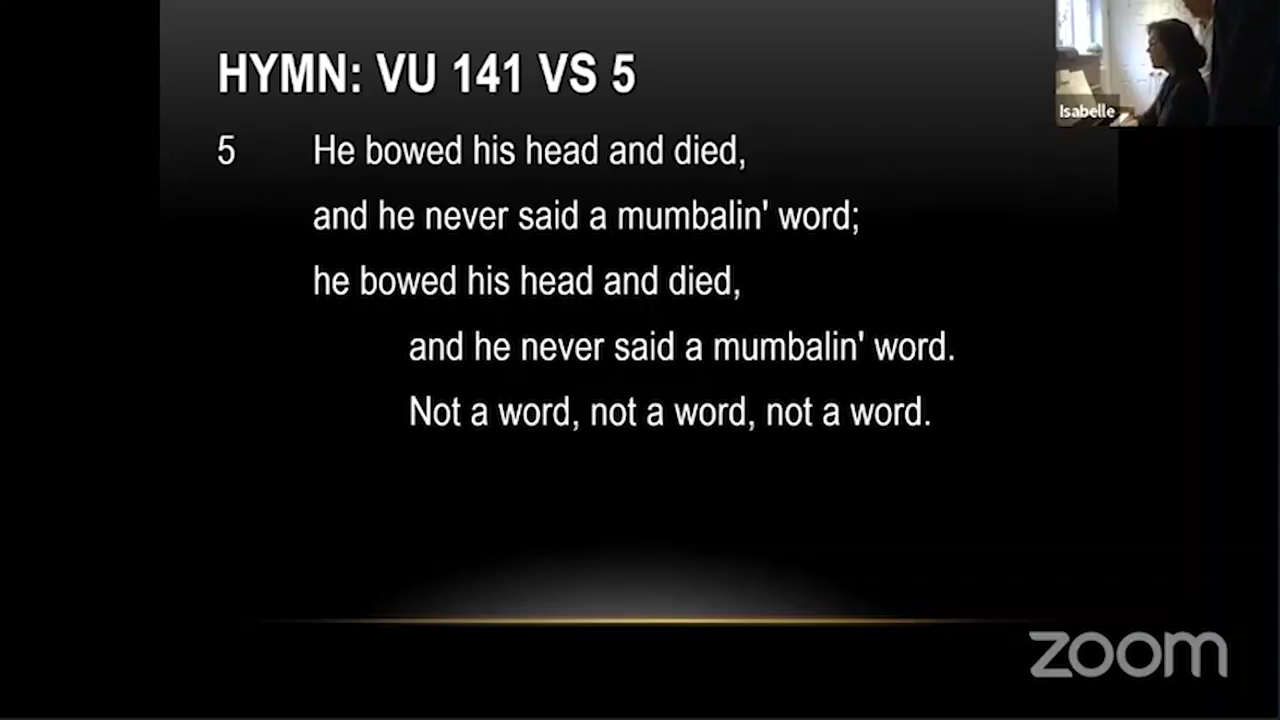 HYMN: VU 141 VS 5
Isabelle
5 He bowed his head and died,
and he never said a mumbalin' word;
he bowed his head and died,
and he never said a mumbalin' word.
Not a word, not a word, not a word.
zoom